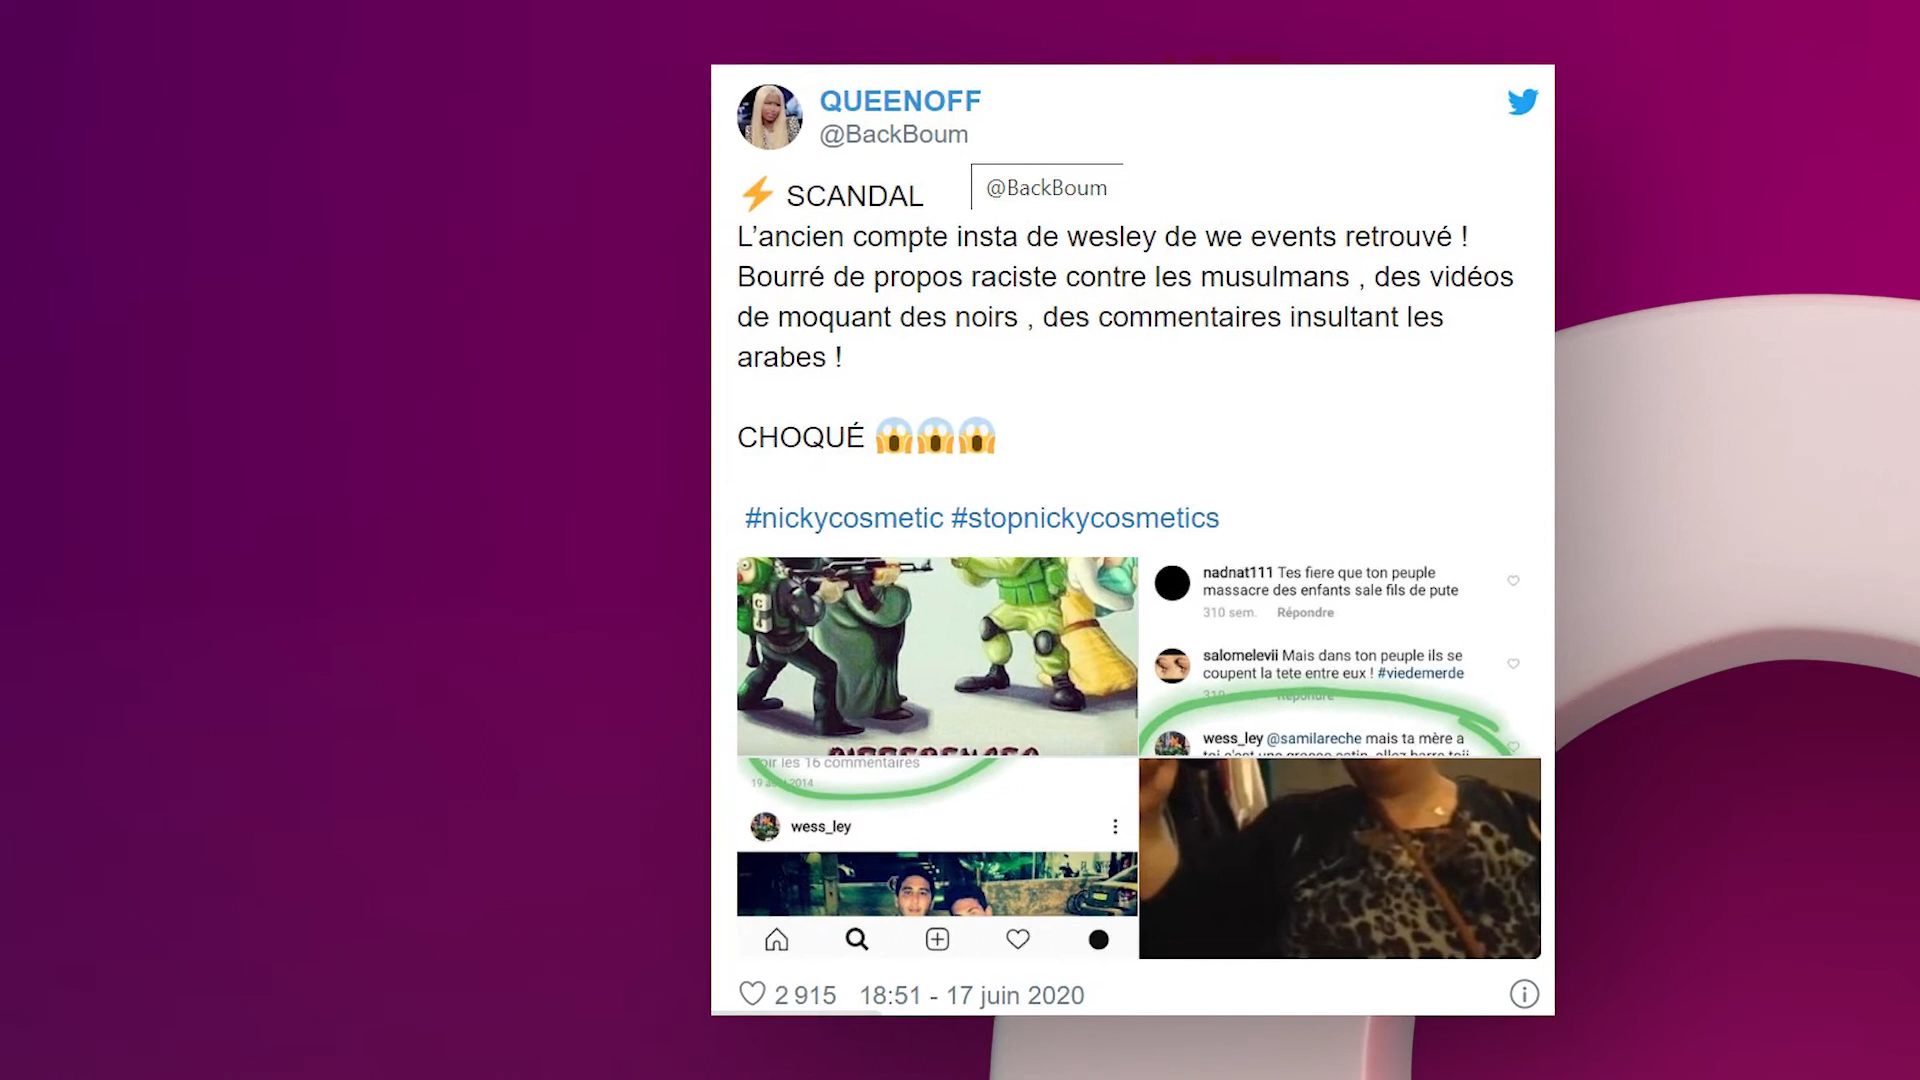 QUEENOFF
@BackBoum
@BackBoum
⚡ SCANDAL
L’ancien compte insta de wesley de we events retrouvé !
Bourré de propos raciste contre les musulmans , des vidéos
de moquant des noirs , des commentaires insultant les
arabes !
CHOQUÉ 😱😱😱
#nickycosmetic #stopnickycosmetics
C
4
nadnat111 Tes fiere que ton peuple
massacre des enfants sale fils de pute
310 sem. Répondre
salomelevii Mais dans ton peuple ils se
coupent la tete entre eux ! #viedemerde
Répondre
wess_ley @samilareche mais ta mère a
oir les 16 commentaires
2014
wess_ley
2 915 18:51 - 17 juin 2020